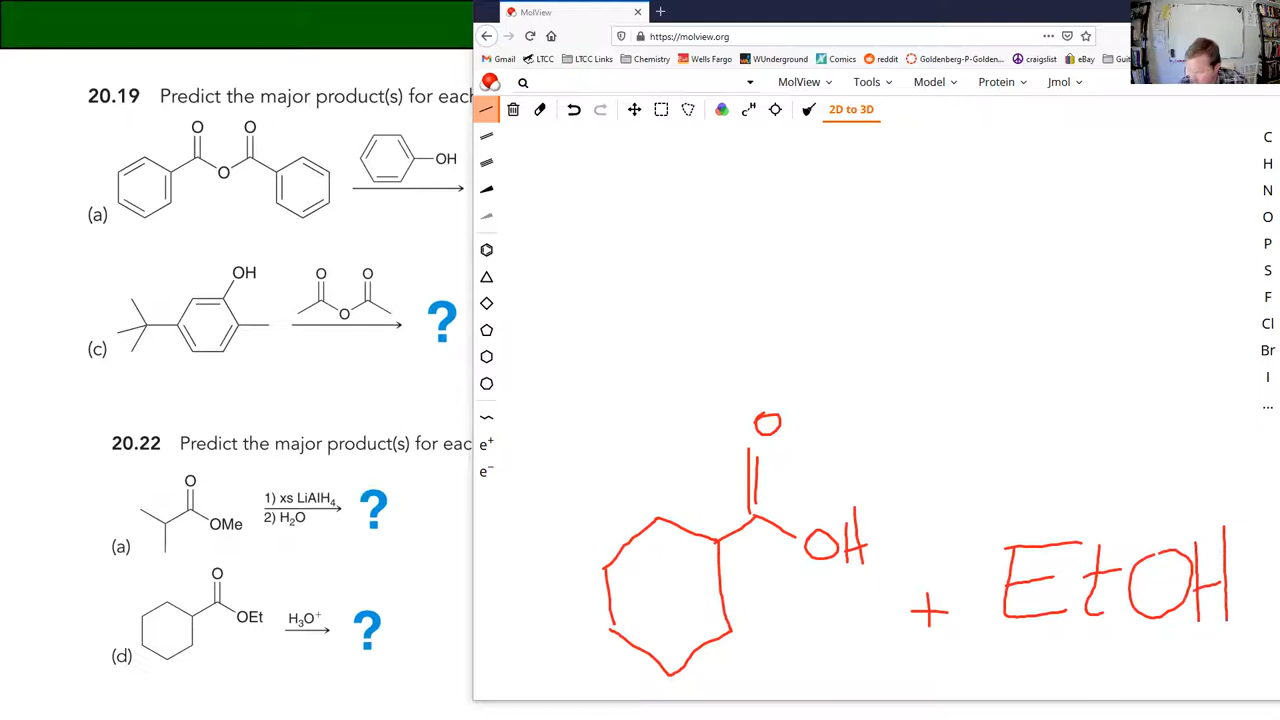 MolView
https://molview.org
Gmail LTCC LTCC Links Chemistry Wells Fargo WUnderground Comics reddit Goldenberg-P-Golden... craigslist eBay Guit
MolView Tools Model Protein Jmol
2D to 3D
C
H
N
O
P
S
F
Cl
Br
I
...
e+
e−
20.19 Predict the major product(s) for eac
O O
O
OH
(a)
OH
O O
O
(c)
?
20.22 Predict the major product(s) for eac
O
OMe
1) xs LiAlH₄
2) H₂O
?
(a)
O
OEt
H₃O⁺
?
(d)
O
OH
+ EtOH